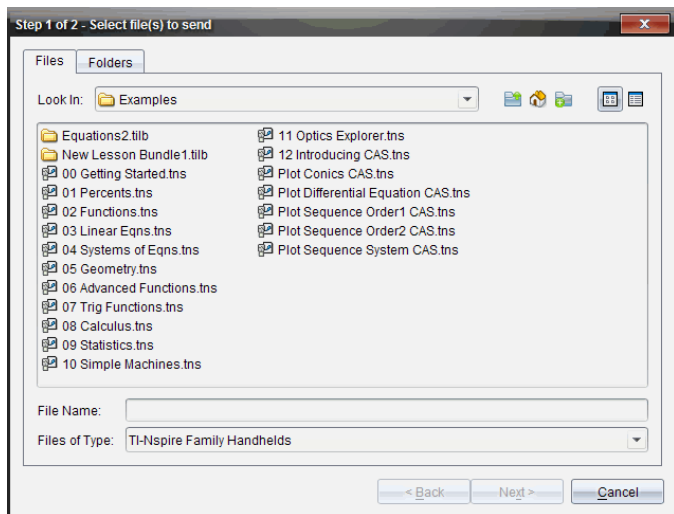 Step 1 of 2 - Select file(s) to send
Files
Folders
Look In:
Examples
Equations2.tilb
New Lesson Bundle1.tilb
00 Getting Started.tns
01 Percents.tns
02 Functions.tns
03 Linear Eqns.tns
04 Systems of Eqns.tns
05 Geometry.tns
06 Advanced Functions.tns
07 Trig Functions.tns
08 Calculus.tns
09 Statistics.tns
10 Simple Machines.tns
11 Optics Explorer.tns
12 Introducing CAS.tns
Plot Conics CAS.tns
Plot Differential Equation CAS.tns
Plot Sequence Order1 CAS.tns
Plot Sequence Order2 CAS.tns
Plot Sequence System CAS.tns
File Name:
Files of Type: TI-Nspire Family Handhelds
< Back
Next >
Cancel